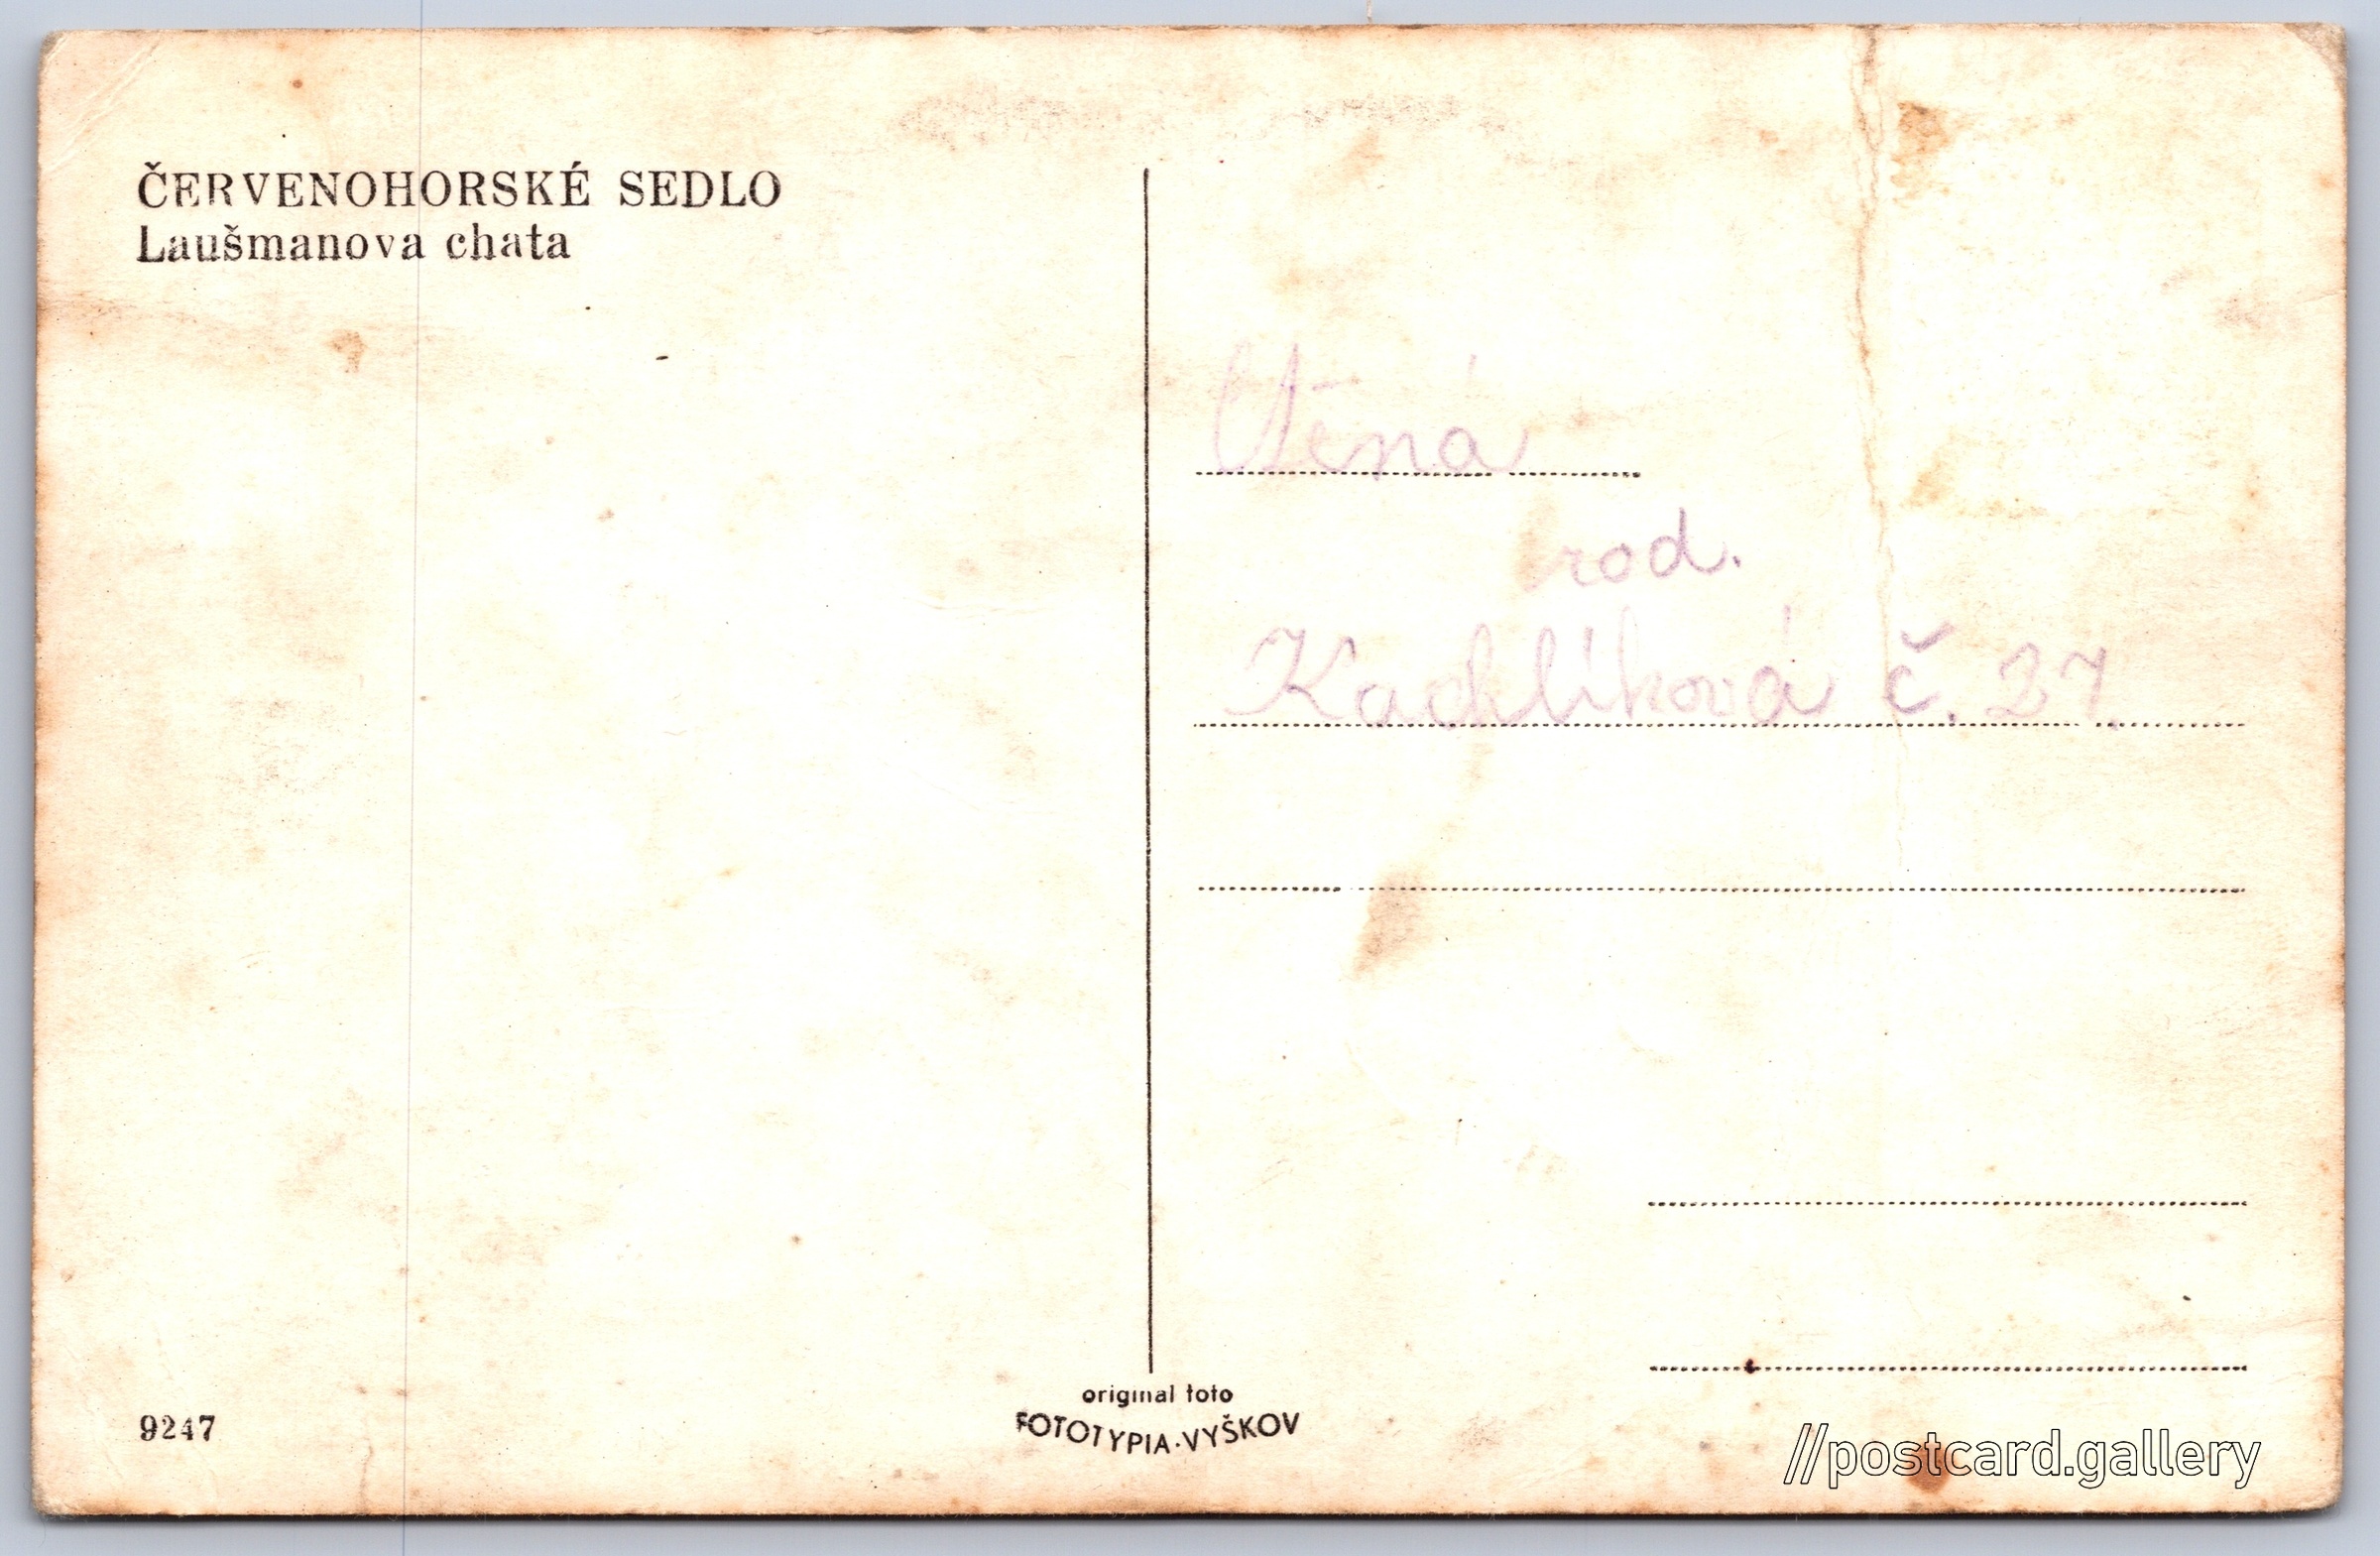 ČERVENOHORSKÉ SEDLO
Laušmanova chata
Ctěná
rod.
Kachlíková č. 27.
9247
original foto
FOTOTYPIA·VYŠKOV
//postcard.gallery